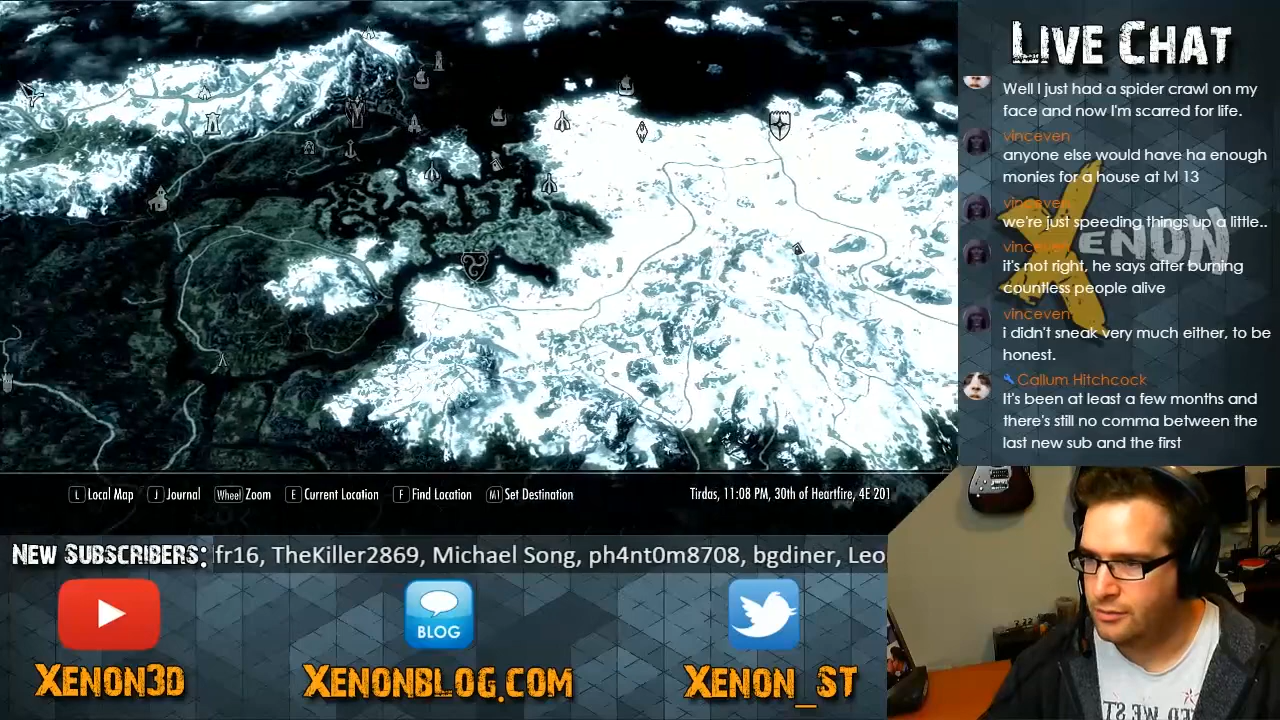 LIVE CHAT
Well I just had a spider crawl on my
face and now I'm scarred for life.
vinceven
anyone else would have ha enough
monies for a house at lvl 13
vinceven
we're just speeding things up a little..
vinceven
it's not right, he says after burning
countless people alive
vinceven
i didn't sneak very much either, to be
honest.
Callum Hitchcock
It's been at least a few months and
there's still no comma between the
last new sub and the first
XENON
L Local Map J Journal Wheel Zoom E Current Location F Find Location M1 Set Destination
Tirdas, 11:08 PM, 30th of Heartfire, 4E 201
NEW SUBSCRIBERS: fr16, TheKiller2869, Michael Song, ph4nt0m8708, bgdiner, Leo
BLOG
XENON3D
XENONBLOG.COM
XENON_ST